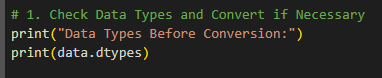 # 1. Check Data Types and Convert if Necessary
print("Data Types Before Conversion:")
print(data.dtypes)